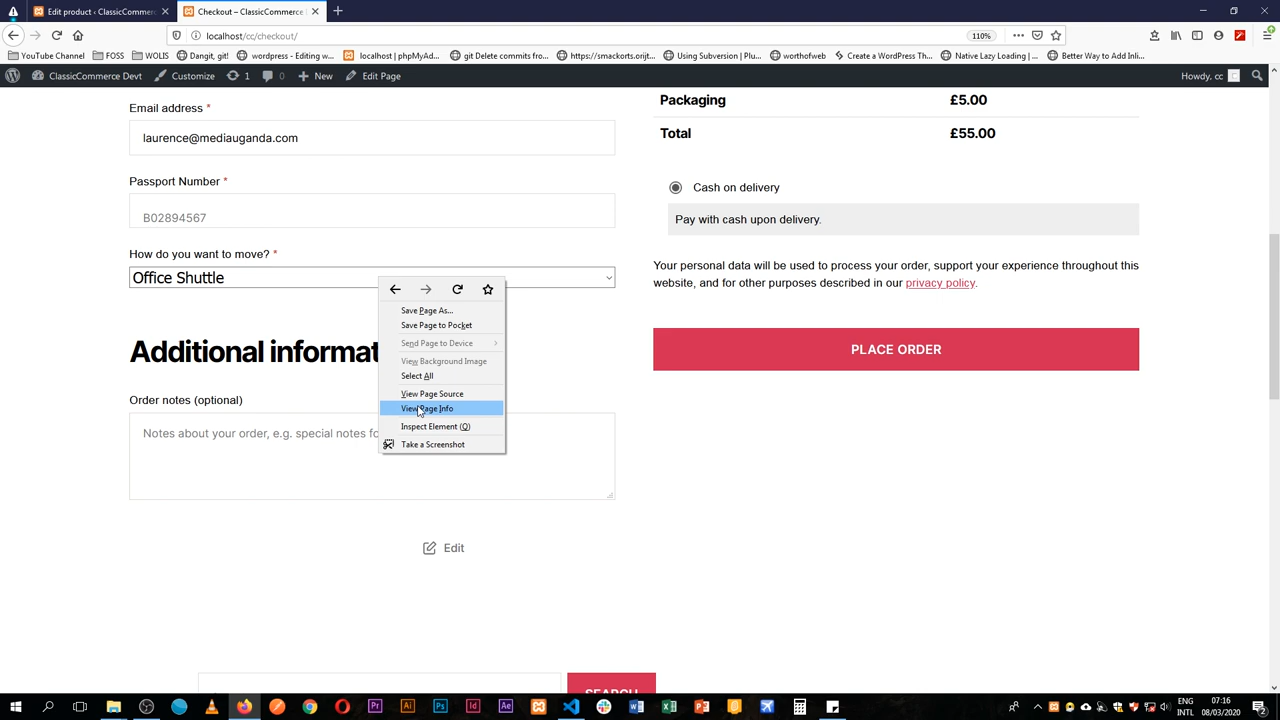 Edit product ‹ ClassicCommerc
Checkout – ClassicCommerce
localhost/cc/checkout/
110%
YouTube Channel
FOSS
WOLIS
Dangit, git!
wordpress - Editing w...
localhost | phpMyAd...
git Delete commits fro...
https://smackorts.orijt...
Using Subversion | Plu...
worthofweb
Create a WordPress Th...
Native Lazy Loading | ...
Better Way to Add Inli...
ClassicCommerce Devt
Customize
1
0
New
Edit Page
Howdy, cc
Email address *
laurence@mediauganda.com
Passport Number *
B02894567
How do you want to move? *
Office Shuttle
Additional informat
Order notes (optional)
Notes about your order, e.g. special notes fo
Edit
Save Page As...
Save Page to Pocket
Send Page to Device
View Background Image
Select All
View Page Source
View Page Info
Inspect Element (Q)
Take a Screenshot
Packaging £5.00
Total £55.00
Cash on delivery
Pay with cash upon delivery.
Your personal data will be used to process your order, support your experience throughout this
website, and for other purposes described in our privacy policy.
PLACE ORDER
SEARCH
ENG
INTL
07:16
08/03/2020
2